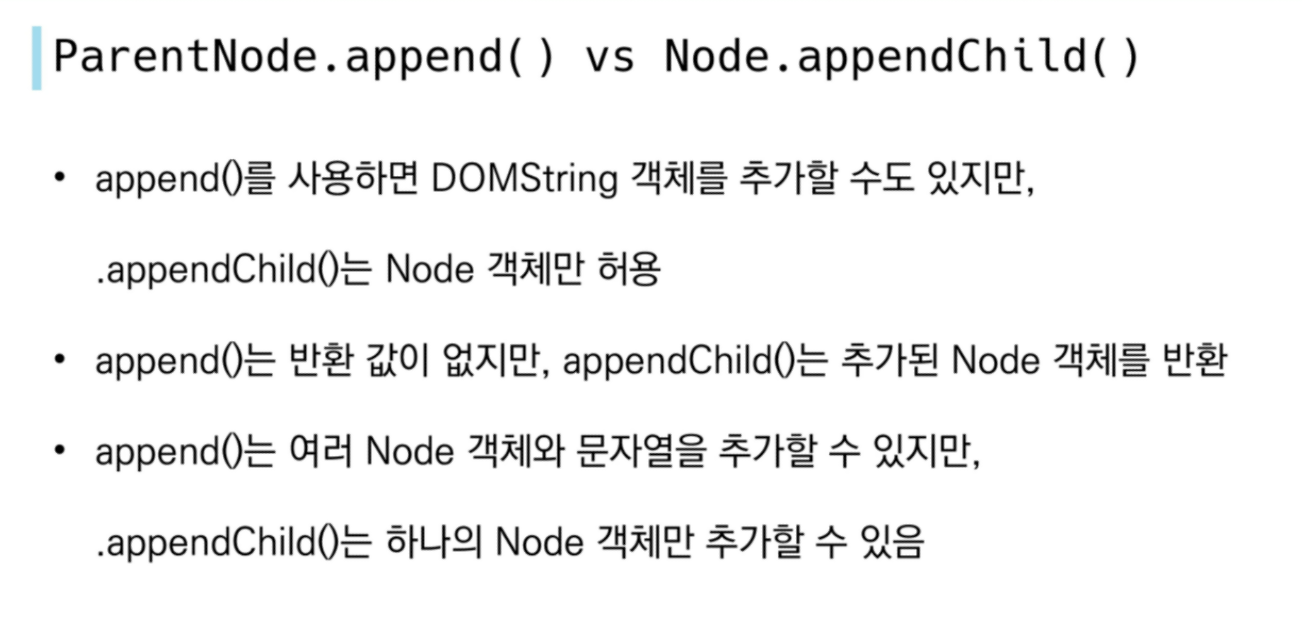 ParentNode.append() vs Node.appendChild()
• append()를 사용하면 DOMString 객체를 추가할 수도 있지만,
.appendChild()는 Node 객체만 허용
• append()는 반환 값이 없지만, appendChild()는 추가된 Node 객체를 반환
• append()는 여러 Node 객체와 문자열을 추가할 수 있지만,
.appendChild()는 하나의 Node 객체만 추가할 수 있음